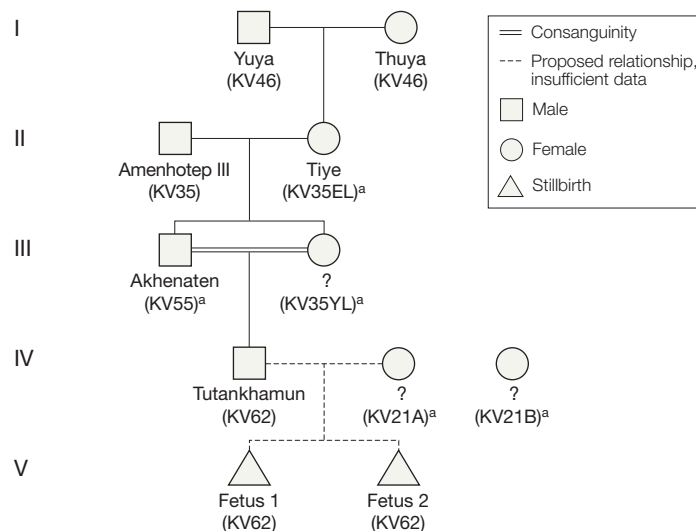 I
Yuya
(KV46)
Thuya
(KV46)
Consanguinity
Proposed relationship,
insufficient data
Male
Female
Stillbirth
II
Amenhotep III
(KV35)
Tiye
(KV35EL)ᵃ
III
Akhenaten
(KV55)ᵃ
?
(KV35YL)ᵃ
IV
Tutankhamun
(KV62)
?
(KV21A)ᵃ
?
(KV21B)ᵃ
V
Fetus 1
(KV62)
Fetus 2
(KV62)